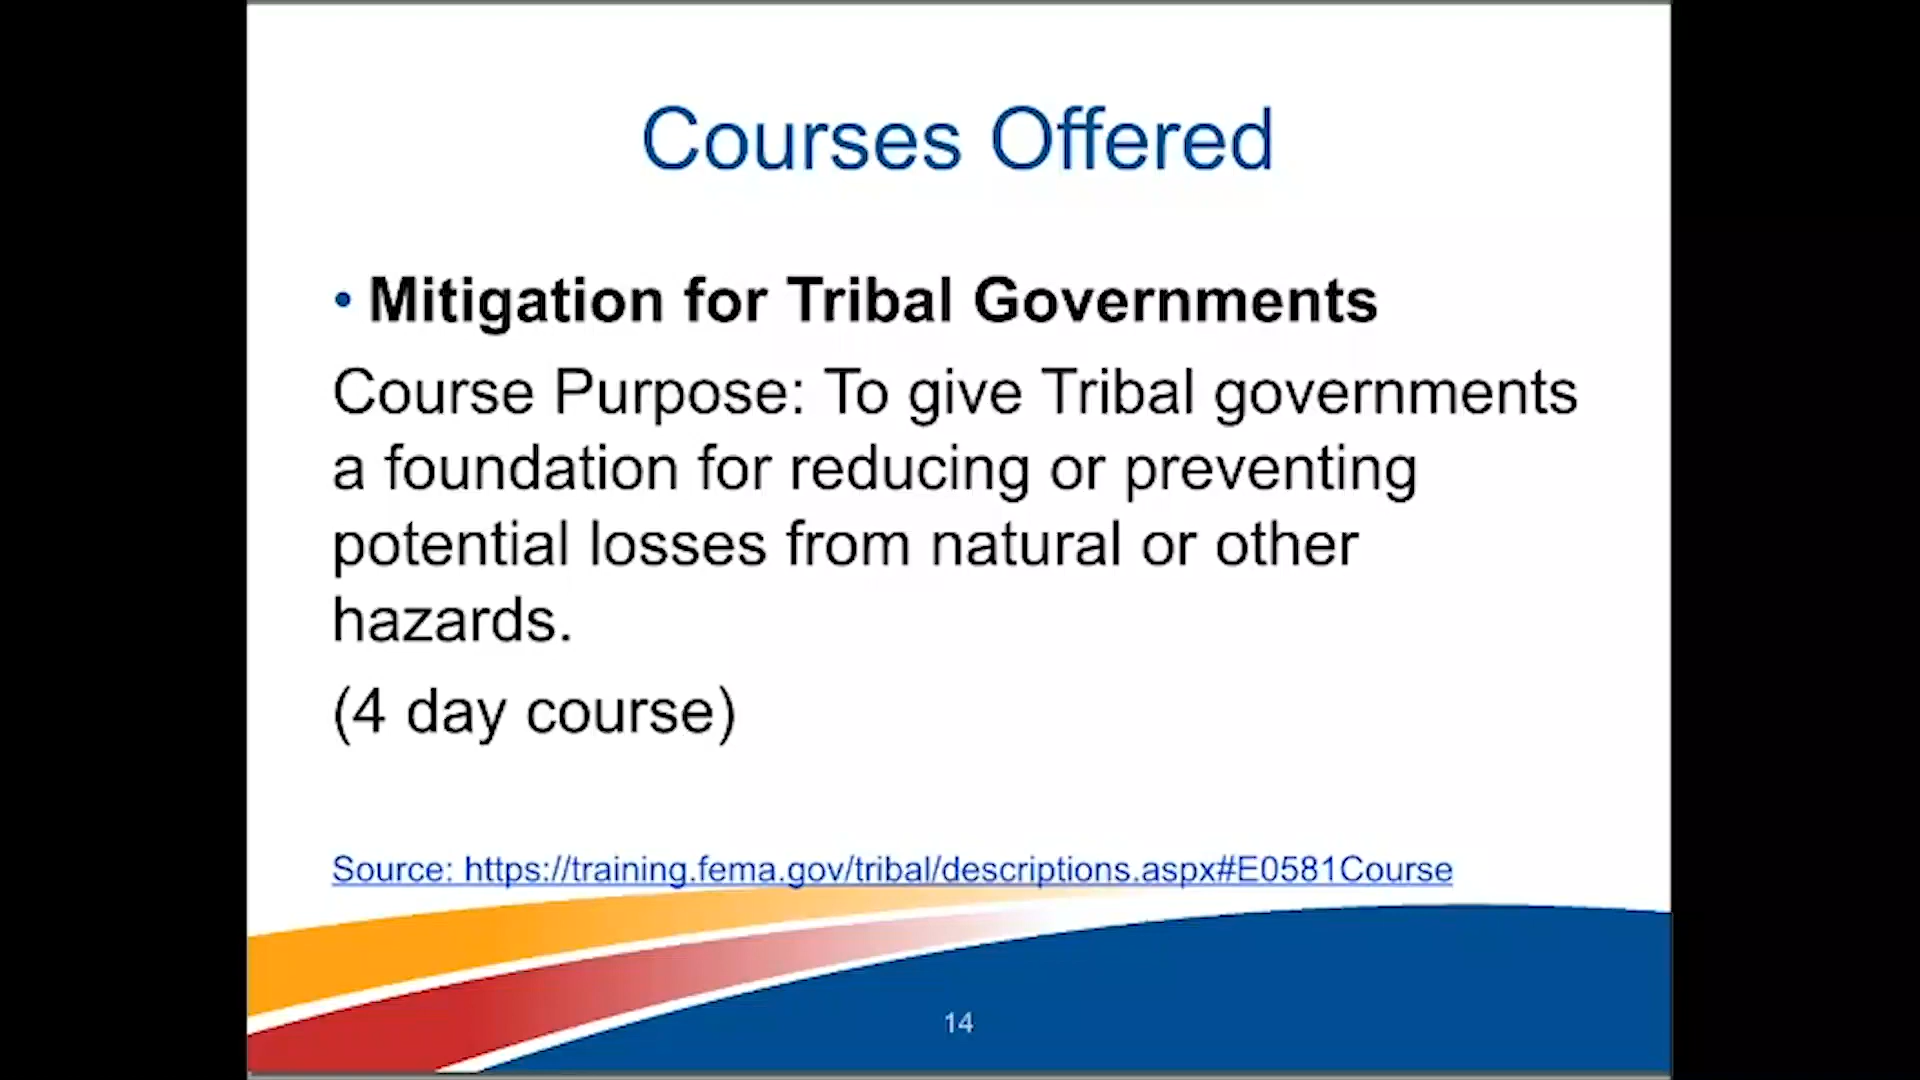 Courses Offered
• Mitigation for Tribal Governments
Course Purpose: To give Tribal governments
a foundation for reducing or preventing
potential losses from natural or other
hazards.
(4 day course)
Source: https://training.fema.gov/tribal/descriptions.aspx#E0581Course
14